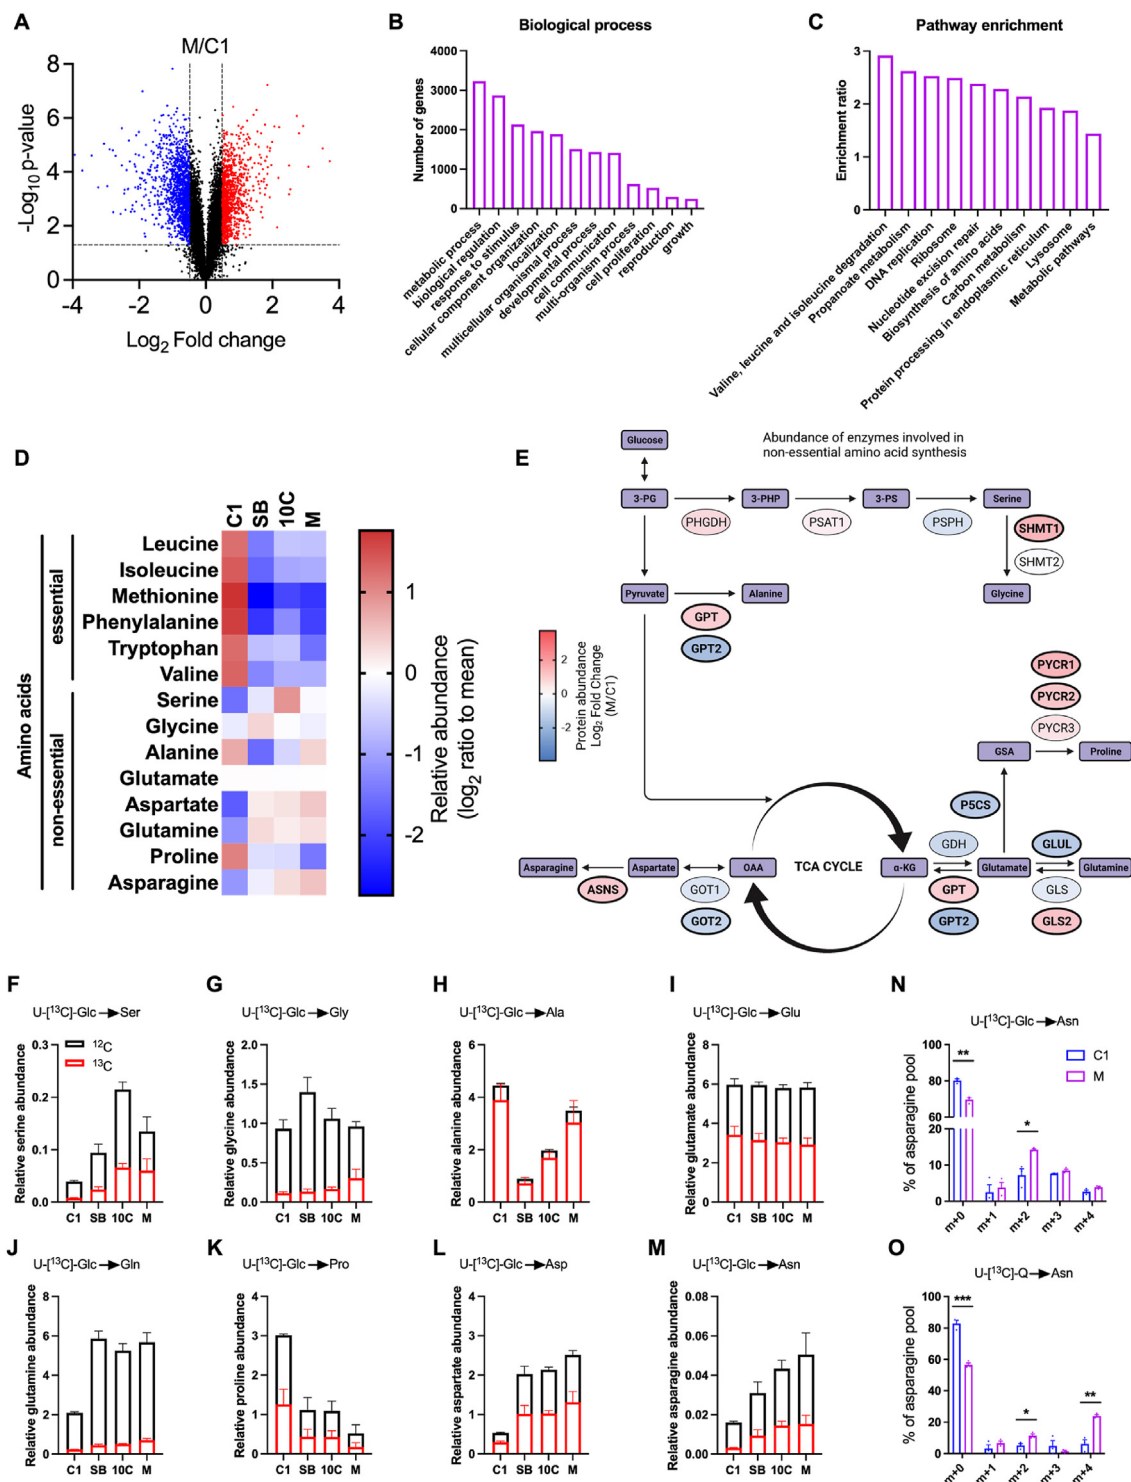 A
M/C1
-Log10 p-value
8
6
4
2
0
-4 -2 0 2 4
Log2 Fold change
B
Biological process
Number of genes
4000
3000
2000
1000
0
metabolic process
biological regulation
response to stimulus
cellular component organization
localization
multicellular organismal process
developmental process
cell communication
multi-organism process
cell proliferation
reproduction
growth
C
Pathway enrichment
Enrichment ratio
3
2
1
0
Valine, leucine and isoleucine degradation
Propanoate metabolism
DNA replication
Ribosome
Nucleotide excision repair
Biosynthesis of amino acids
Carbon metabolism
Protein processing in endoplasmic reticulum
Lysosome
Metabolic pathways
D
C1 SB 10C M
Amino acids
essential
non-essential
Leucine
Isoleucine
Methionine
Phenylalanine
Tryptophan
Valine
Serine
Glycine
Alanine
Glutamate
Aspartate
Glutamine
Proline
Asparagine
1
0
-1
-2
Relative abundance
(log2 ratio to mean)
E
Abundance of enzymes involved in
non-essential amino acid synthesis
Glucose
3-PG 3-PHP 3-PS Serine
PHGDH PSAT1 PSPH SHMT1
SHMT2
Pyruvate Alanine Glycine
GPT
GPT2
2
0
-2
Protein abundance
Log2 Fold Change
(M/C1)
PYCR1
PYCR2
PYCR3
GSA Proline
P5CS
GDH GLUL
Asparagine Aspartate OAA TCA CYCLE α-KG Glutamate Glutamine
ASNS GOT1 GPT GLS
GOT2 GPT2 GLS2
F
U-[13C]-Glc Ser
Relative serine abundance
0.3
0.2
0.1
0.0
12C
13C
C1 SB 10C M
G
U-[13C]-Glc Gly
Relative glycine abundance
2.0
1.5
1.0
0.5
0.0
C1 SB 10C M
H
U-[13C]-Glc Ala
Relative alanine abundance
6
4
2
0
C1 SB 10C M
I
U-[13C]-Glc Glu
Relative glutamate abundance
8
6
4
2
0
C1 SB 10C M
N
U-[13C]-Glc Asn
% of asparagine pool
100
80
60
20
10
0
** *
C1
M
m+0 m+1 m+2 m+3 m+4
J
U-[13C]-Glc Gln
Relative glutamine abundance
8
6
4
2
0
C1 SB 10C M
K
U-[13C]-Glc Pro
Relative proline abundance
4
3
2
1
0
C1 SB 10C M
L
U-[13C]-Glc Asp
Relative aspartate abundance
4
3
2
1
0
C1 SB 10C M
M
U-[13C]-Glc Asn
Relative asparagine abundance
0.08
0.06
0.04
0.02
0.00
C1 SB 10C M
O
U-[13C]-Q Asn
% of asparagine pool
100
80
60
40
20
0
*** * **
m+0 m+1 m+2 m+3 m+4